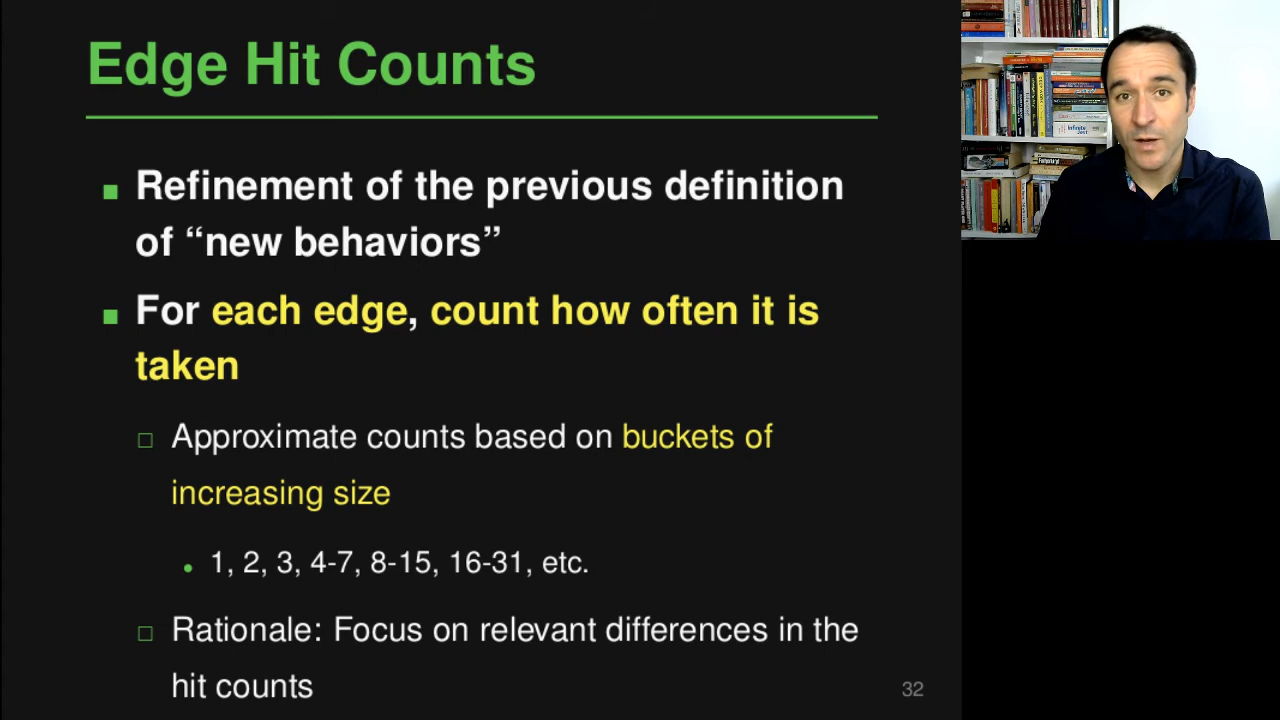 Edge Hit Counts
Refinement of the previous definition
of “new behaviors”
For each edge, count how often it is
taken
Approximate counts based on buckets of
increasing size
1, 2, 3, 4-7, 8-15, 16-31, etc.
Rationale: Focus on relevant differences in the
hit counts
32
Infinite
Jest